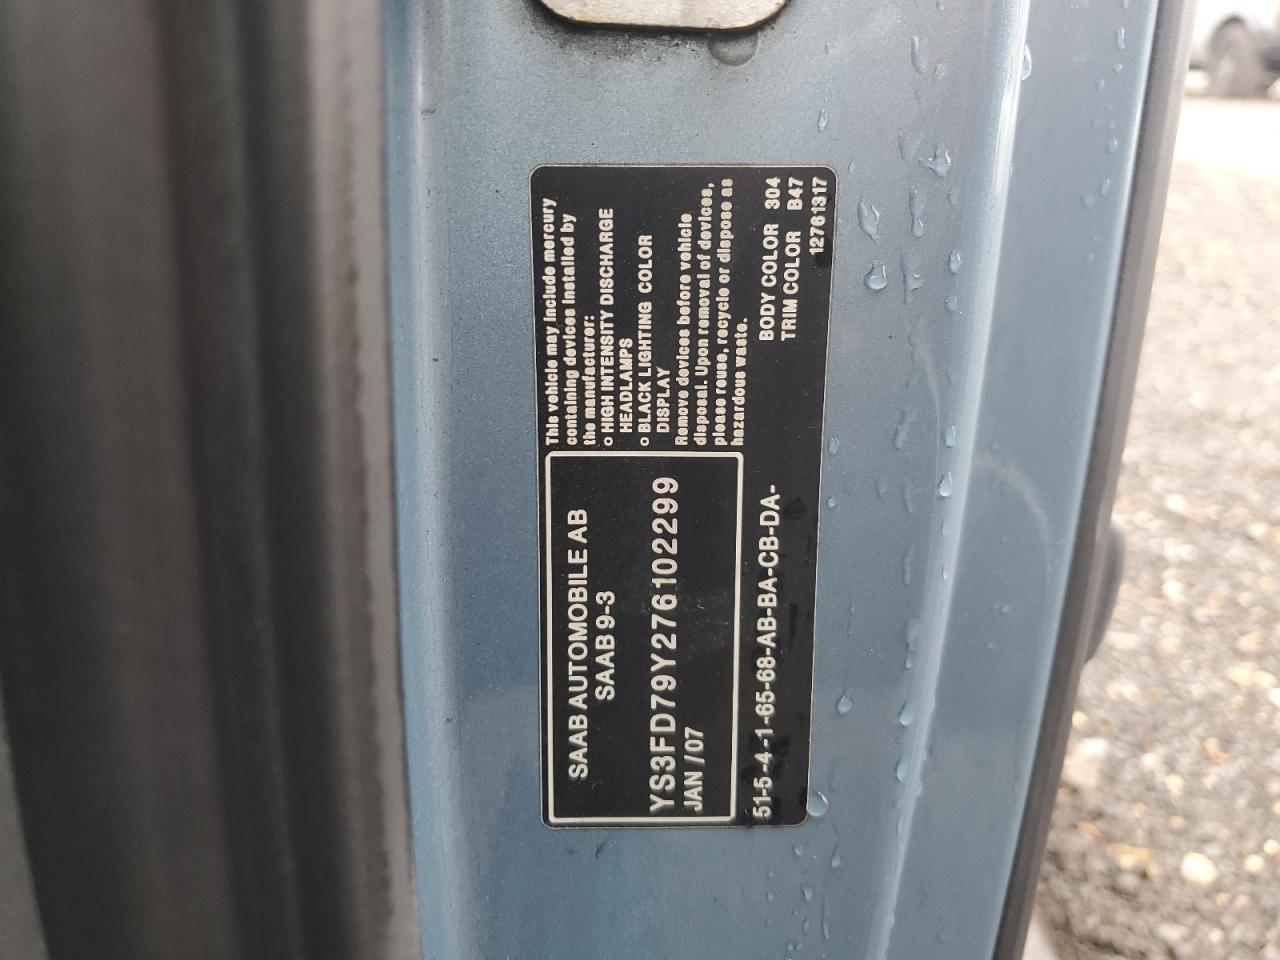 SAAB AUTOMOBILE AB
SAAB 9-3
YS3FD79Y276102299
JAN /07
51-5-4-1-65-68-AB-BA-CB-DA-
This vehicle may include mercury
containing devices installed by
the manufacturer:
o HIGH INTENSITY DISCHARGE
HEADLAMPS
o BLACK LIGHTING COLOR
DISPLAY
Remove devices before vehicle
disposal. Upon removal of devices,
please reuse, recycle or dispose as
hazardous waste.
BODY COLOR 304
TRIM COLOR B47
12761317